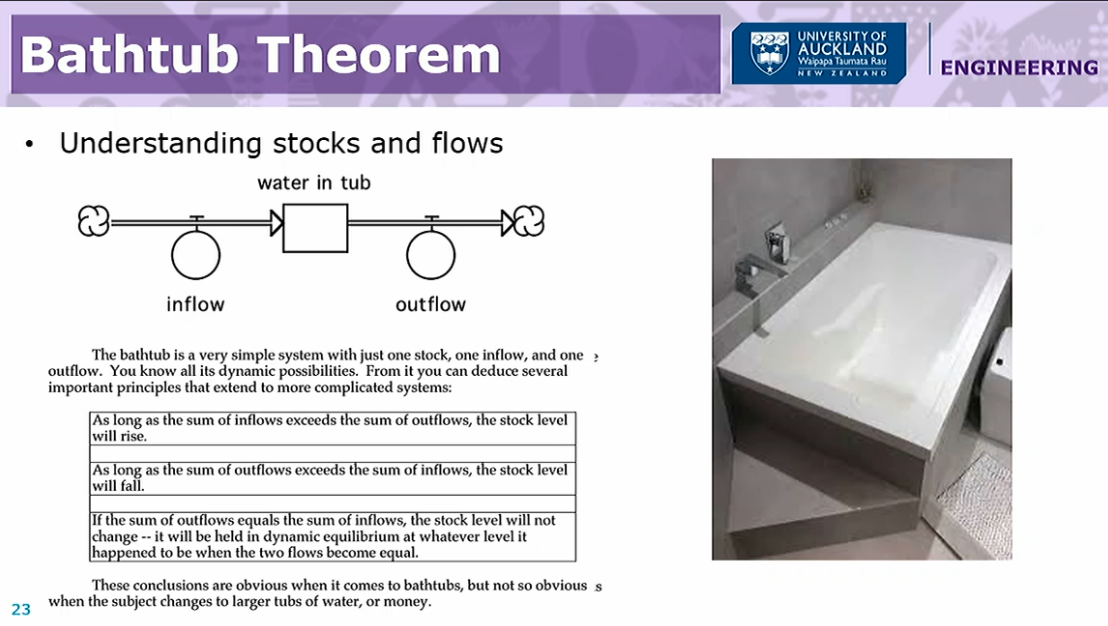 Bathtub Theorem
UNIVERSITY OF
AUCKLAND
Waipapa Taumata Rau
NEW ZEALAND
ENGINEERING
• Understanding stocks and flows
water in tub
inflow
outflow
The bathtub is a very simple system with just one stock, one inflow, and one e
outflow. You know all its dynamic possibilities. From it you can deduce several
important principles that extend to more complicated systems:
As long as the sum of inflows exceeds the sum of outflows, the stock level
will rise.
As long as the sum of outflows exceeds the sum of inflows, the stock level
will fall.
If the sum of outflows equals the sum of inflows, the stock level will not
change -- it will be held in dynamic equilibrium at whatever level it
happened to be when the two flows become equal.
These conclusions are obvious when it comes to bathtubs, but not so obvious s
when the subject changes to larger tubs of water, or money.
23